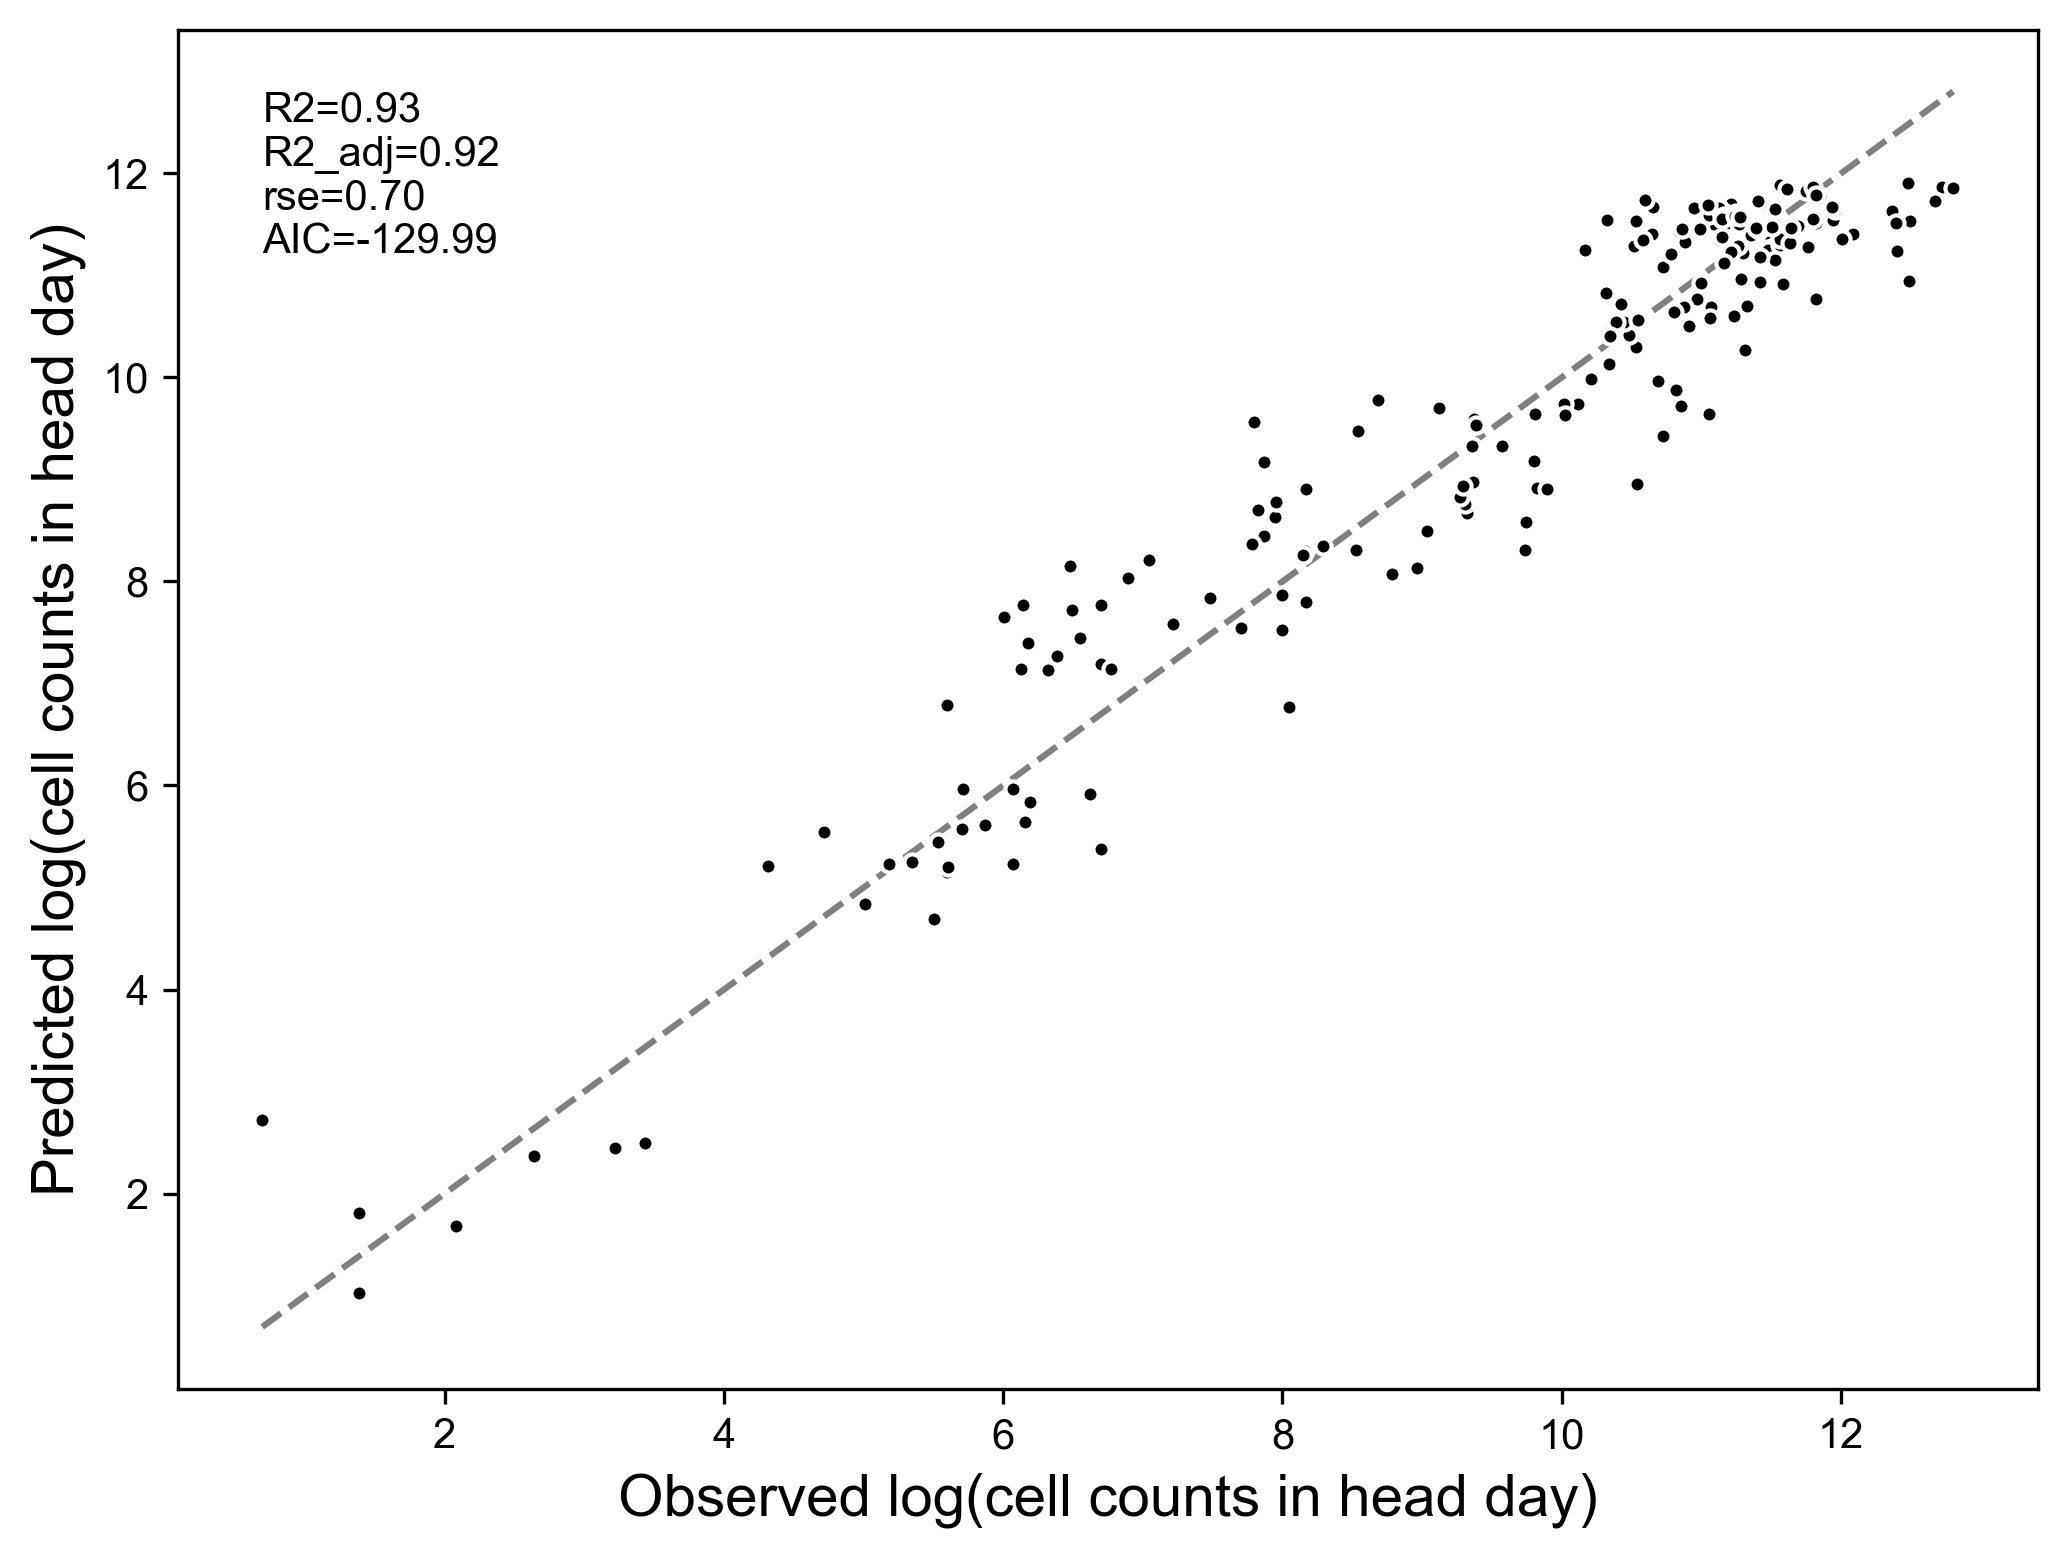 R2=0.93
R2_adj=0.92
rse=0.70
AIC=-129.99
Predicted log(cell counts in head day)
12
10
8
6
4
2
2 4 6 8 10 12
Observed log(cell counts in head day)